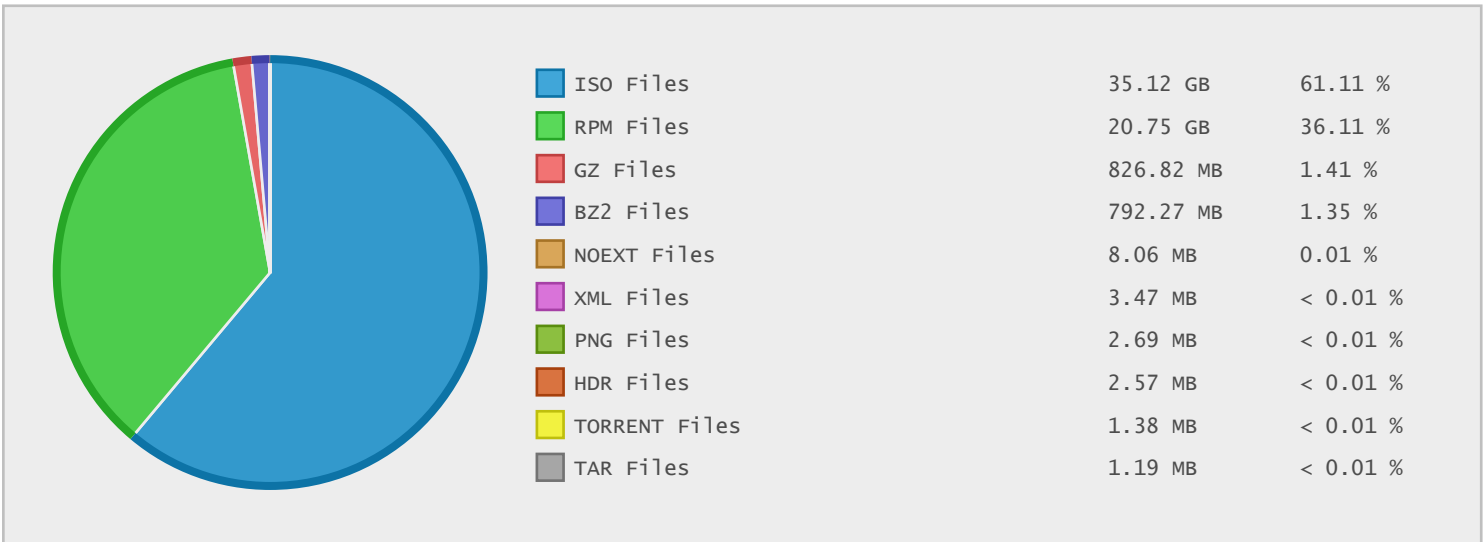 ISO Files 35.12 GB 61.11 %
RPM Files 20.75 GB 36.11 %
GZ Files 826.82 MB 1.41 %
BZ2 Files 792.27 MB 1.35 %
NOEXT Files 8.06 MB 0.01 %
XML Files 3.47 MB < 0.01 %
PNG Files 2.69 MB < 0.01 %
HDR Files 2.57 MB < 0.01 %
TORRENT Files 1.38 MB < 0.01 %
TAR Files 1.19 MB < 0.01 %